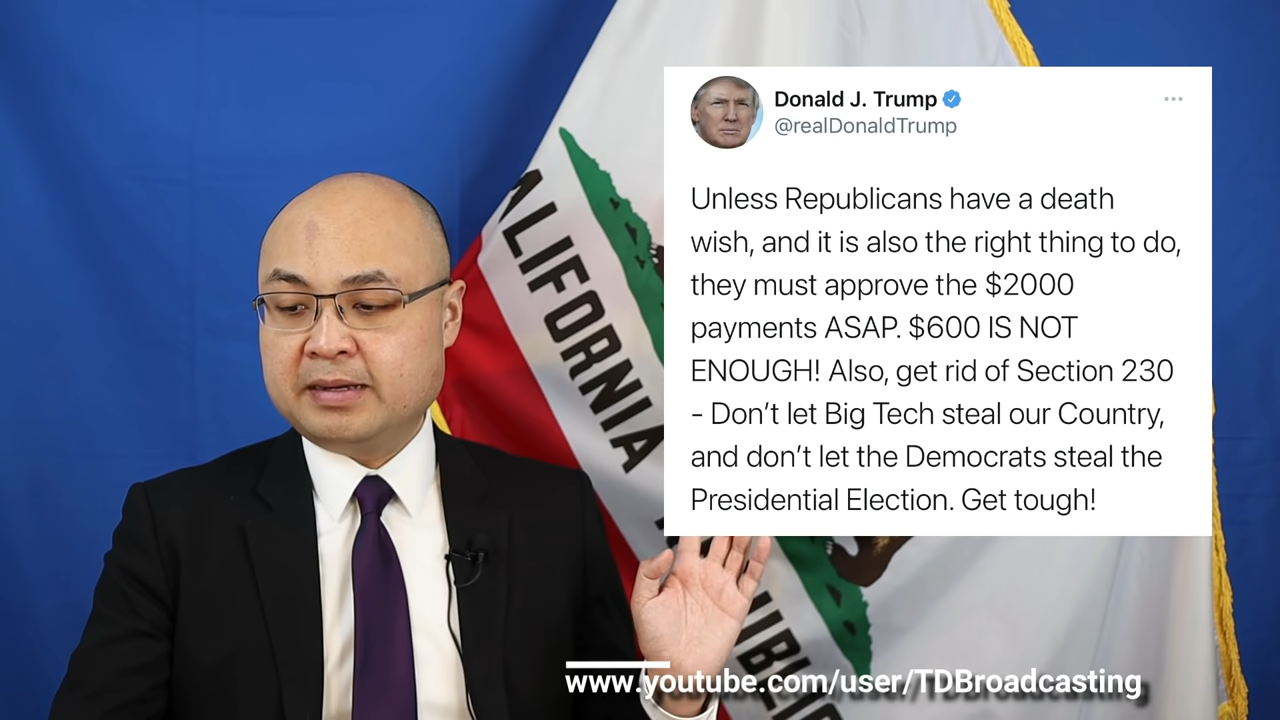 Donald J. Trump
@realDonaldTrump
Unless Republicans have a death
wish, and it is also the right thing to do,
they must approve the $2000
payments ASAP. $600 IS NOT
ENOUGH! Also, get rid of Section 230
- Don’t let Big Tech steal our Country,
and don’t let the Democrats steal the
Presidential Election. Get tough!
ALIFORNIA
UBLIC
www.youtube.com/user/TDBroadcasting